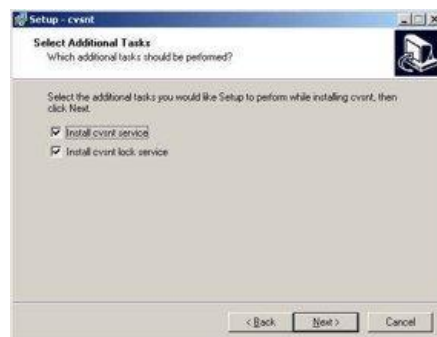 Setup - cvsnt
Select Additional Tasks
Which additional tasks should be performed?
Select the additional tasks you would like Setup to perform while installing cvsnt, then
click Next.
Install cvsnt service
Install cvsnt lock service
< Back
Next >
Cancel